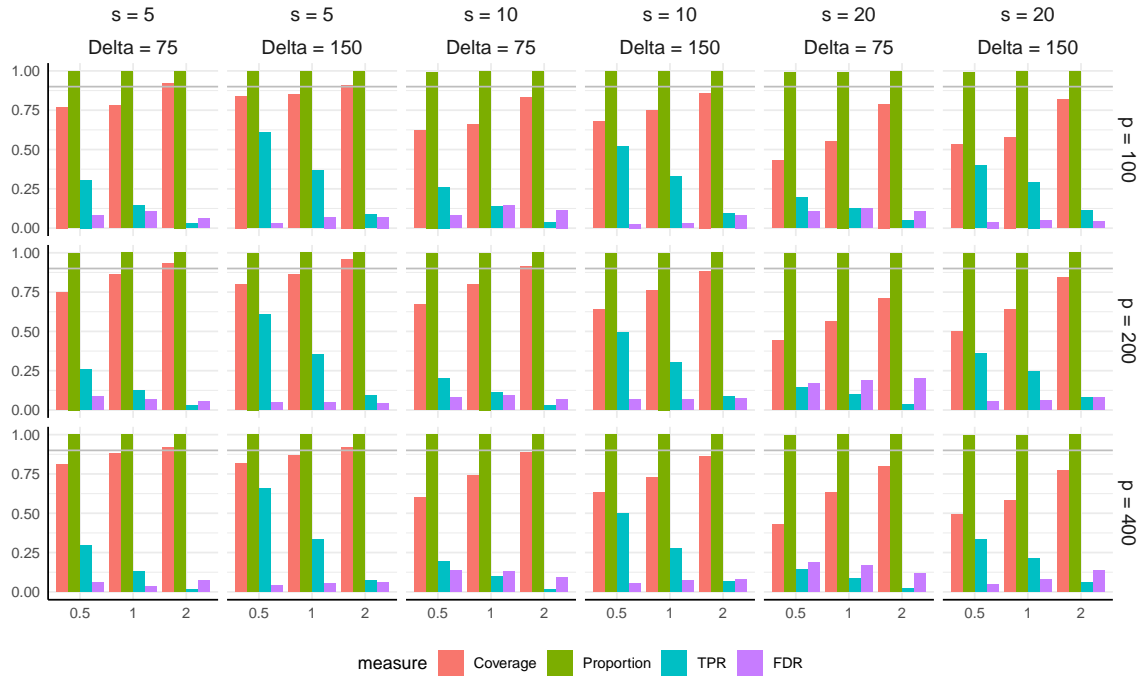 s = 5 s = 5 s = 10 s = 10 s = 20 s = 20
Delta = 75 Delta = 150 Delta = 75 Delta = 150 Delta = 75 Delta = 150
1.00
0.75
0.50
0.25
0.00
p = 100
1.00
0.75
0.50
0.25
0.00
p = 200
1.00
0.75
0.50
0.25
0.00
p = 400
0.5 1 2 0.5 1 2 0.5 1 2 0.5 1 2 0.5 1 2 0.5 1 2
measure Coverage Proportion TPR FDR